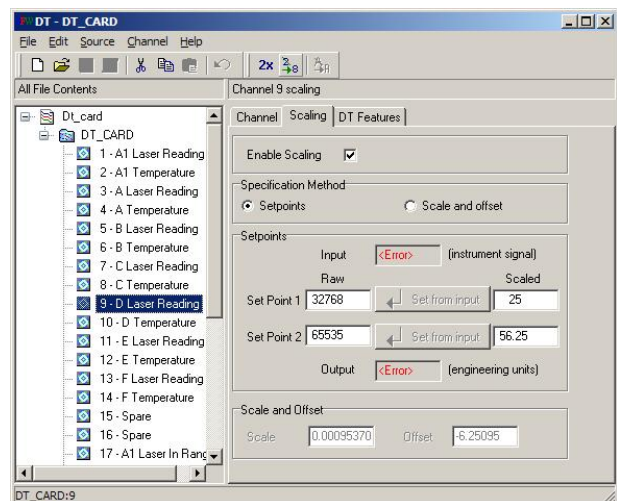 DT - DT_CARD
File Edit Source Channel Help
2x
All File Contents
Channel 9 scaling
Dt_card
DT_CARD
1 - A1 Laser Reading
2 - A1 Temperature
3 - A Laser Reading
4 - A Temperature
5 - B Laser Reading
6 - B Temperature
7 - C Laser Reading
8 - C Temperature
9 - D Laser Reading
10 - D Temperature
11 - E Laser Reading
12 - E Temperature
13 - F Laser Reading
14 - F Temperature
15 - Spare
16 - Spare
17 - A1 Laser In Rang
Channel Scaling DT Features
Enable Scaling
Specification Method
Setpoints Scale and offset
Setpoints
Input <Error> (instrument signal)
Raw Scaled
Set Point 1 32768 Set from input 25
Set Point 2 65535 Set from input 56.25
Output <Error> (engineering units)
Scale and Offset
Scale 0.00095370 Offset -6.25095
DT_CARD:9